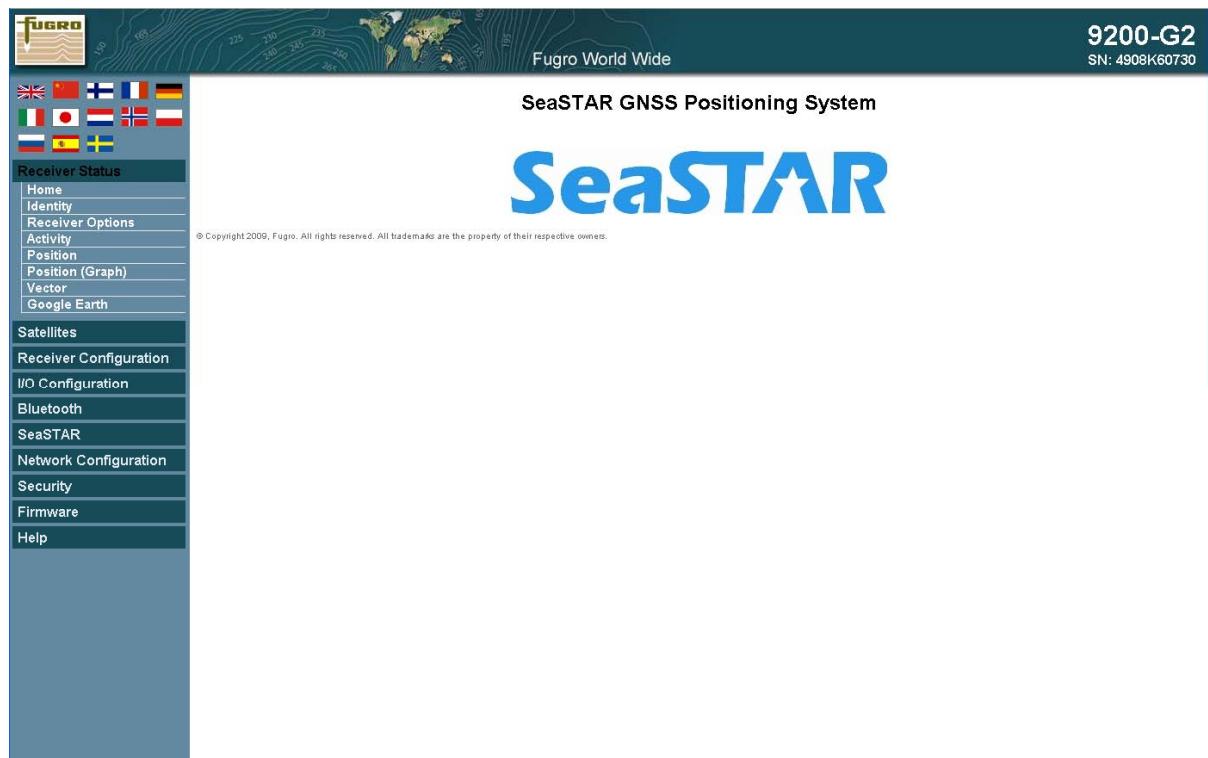 fUGRO
Fugro World Wide
9200-G2
SN: 4908K60730
SeaSTAR GNSS Positioning System
SeaSTAR
© Copyright 2009, Fugro. All rights reserved. All trademarks are the property of their respective owners.
Receiver Status
Home
Identity
Receiver Options
Activity
Position
Position (Graph)
Vector
Google Earth
Satellites
Receiver Configuration
I/O Configuration
Bluetooth
SeaSTAR
Network Configuration
Security
Firmware
Help